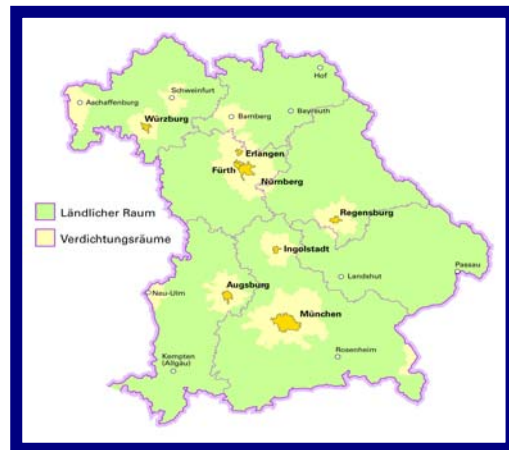 Hof
Schweinfurt
Aschaffenburg
Bayreuth
Bamberg
Würzburg
Erlangen
Fürth
Nürnberg
Ländlicher Raum
Regensburg
Verdichtungsräume
Ingolstadt
Passau
Landshut
Augsburg
Neu-Ulm
München
Rosenheim
Kempten
(Allgäu)